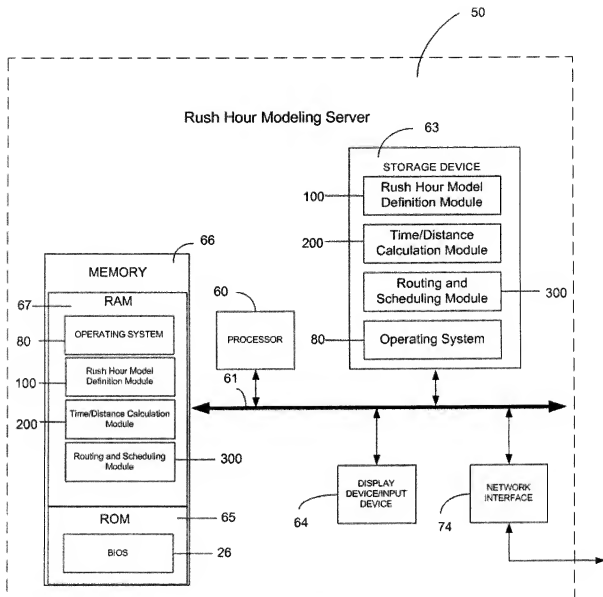 50
Rush Hour Modeling Server
63
STORAGE DEVICE
100
Rush Hour Model
Definition Module
200
Time/Distance
Calculation Module
Routing and
Scheduling Module
300
80
Operating System
66
MEMORY
67
RAM
80
OPERATING SYSTEM
100
Rush Hour Model
Definition Module
200
Time/Distance Calculation
Module
Routing and Scheduling
Module
300
ROM
65
BIOS
26
60
PROCESSOR
61
DISPLAY
DEVICE/INPUT
DEVICE
64
NETWORK
INTERFACE
74